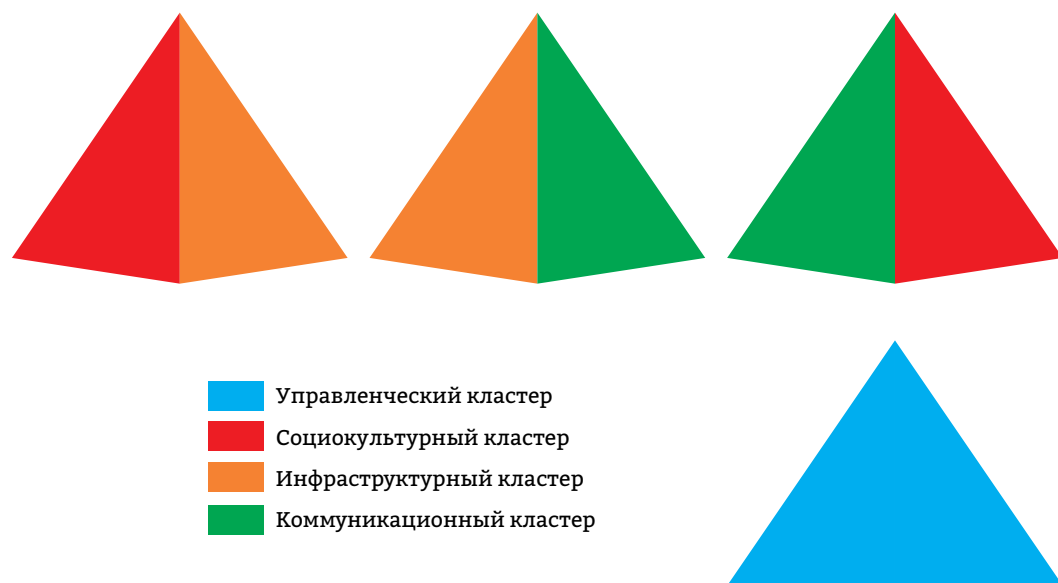 Управленческий кластер
Социокультурный кластер
Инфраструктурный кластер
Коммуникационный кластер